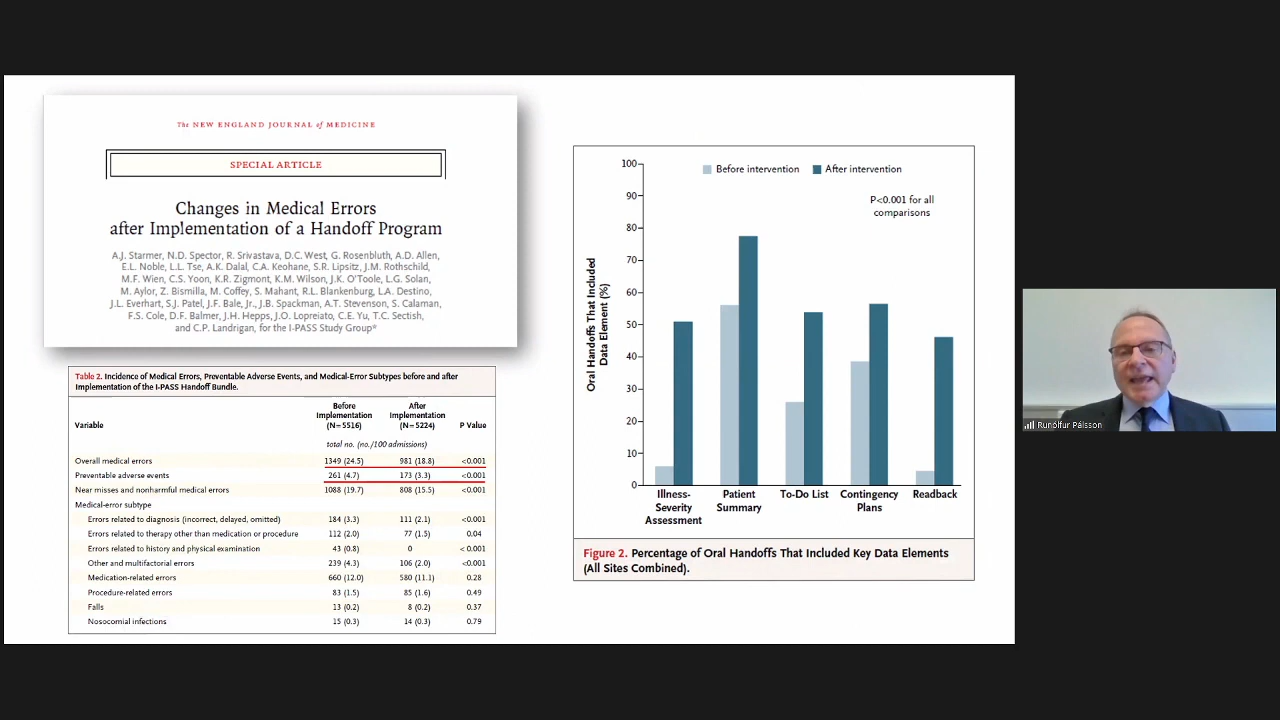 The NEW ENGLAND JOURNAL of MEDICINE
SPECIAL ARTICLE
Changes in Medical Errors
after Implementation of a Handoff Program
A.J. Starmer, N.D. Spector, R. Srivastava, D.C. West, G. Rosenbluth, A.D. Allen,
E.L. Noble, L.L. Tse, A.K. Dalal, C.A. Keohane, S.R. Lipsitz, J.M. Rothschild,
M.F. Wien, C.S. Yoon, K.R. Zigmont, K.M. Wilson, J.K. O'Toole, L.G. Solan,
M. Aylor, Z. Bismilla, M. Coffey, S. Mahant, R.L. Blankenburg, L.A. Destino,
J.L. Everhart, S.J. Patel, J.F. Bale, Jr., J.B. Spackman, A.T. Stevenson, S. Calaman,
F.S. Cole, D.F. Balmer, J.H. Hepps, J.O. Lopreiato, C.E. Yu, T.C. Sectish,
and C.P. Landrigan, for the I-PASS Study Group*
Table 2. Incidence of Medical Errors, Preventable Adverse Events, and Medical-Error Subtypes before and after
Implementation of the I-PASS Handoff Bundle.
Variable
Before
Implementation
(N=5516)
After
Implementation
(N=5224)
P Value
total no. (no./100 admissions)
Overall medical errors 1349 (24.5) 981 (18.8) <0.001
Preventable adverse events 261 (4.7) 173 (3.3) <0.001
Near misses and nonharmful medical errors 1088 (19.7) 808 (15.5) <0.001
Medical-error subtype
Errors related to diagnosis (incorrect, delayed, omitted) 184 (3.3) 111 (2.1) <0.001
Errors related to therapy other than medication or procedure 112 (2.0) 77 (1.5) 0.04
Errors related to history and physical examination 43 (0.8) 0 < 0.001
Other and multifactorial errors 239 (4.3) 106 (2.0) <0.001
Medication-related errors 660 (12.0) 580 (11.1) 0.28
Procedure-related errors 83 (1.5) 85 (1.6) 0.49
Falls 13 (0.2) 8 (0.2) 0.37
Nosocomial infections 15 (0.3) 14 (0.3) 0.79
Oral Handoffs That Included
Data Element (%)
100
90
80
70
60
50
40
30
20
10
0
Before intervention
After intervention
P<0.001 for all
comparisons
Illness-
Severity
Assessment
Patient
Summary
To-Do List
Contingency
Plans
Readback
Figure 2. Percentage of Oral Handoffs That Included Key Data Elements
(All Sites Combined).
Runólfur Pálsson